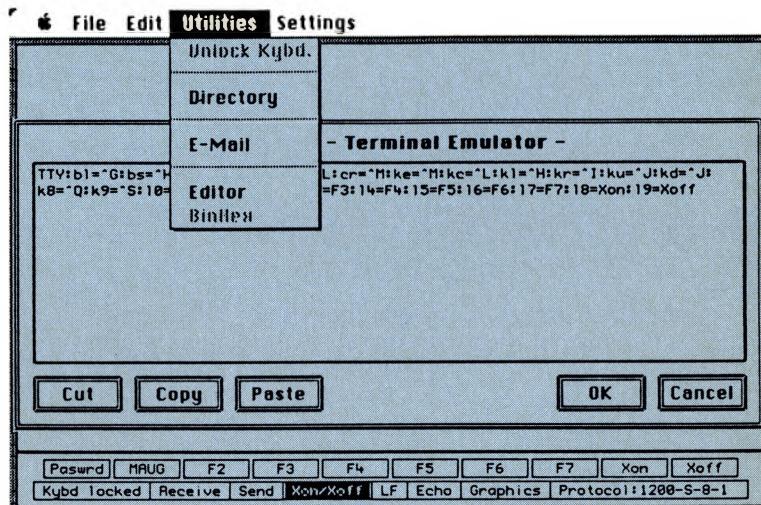 File Edit Utilities Settings
Unlock Kybd.
Directory
E-Mail
Editor
BinHex
- Terminal Emulator -
TTY:bl=^G:bs=^H L:cr=^M:ke=^M:kc=^L:kl=^H:kr=^I:ku=^J:kd=^J:
k8=^Q:k9=^S:10= =F3:14=F4:15=F5:16=F6:17=F7:18=Xon:19=Xoff
Cut Copy Paste OK Cancel
Paswrd MAUG F2 F3 F4 F5 F6 F7 Xon Xoff
Kybd locked Receive Send Xon/Xoff LF Echo Graphics Protocol:1200-S-8-1